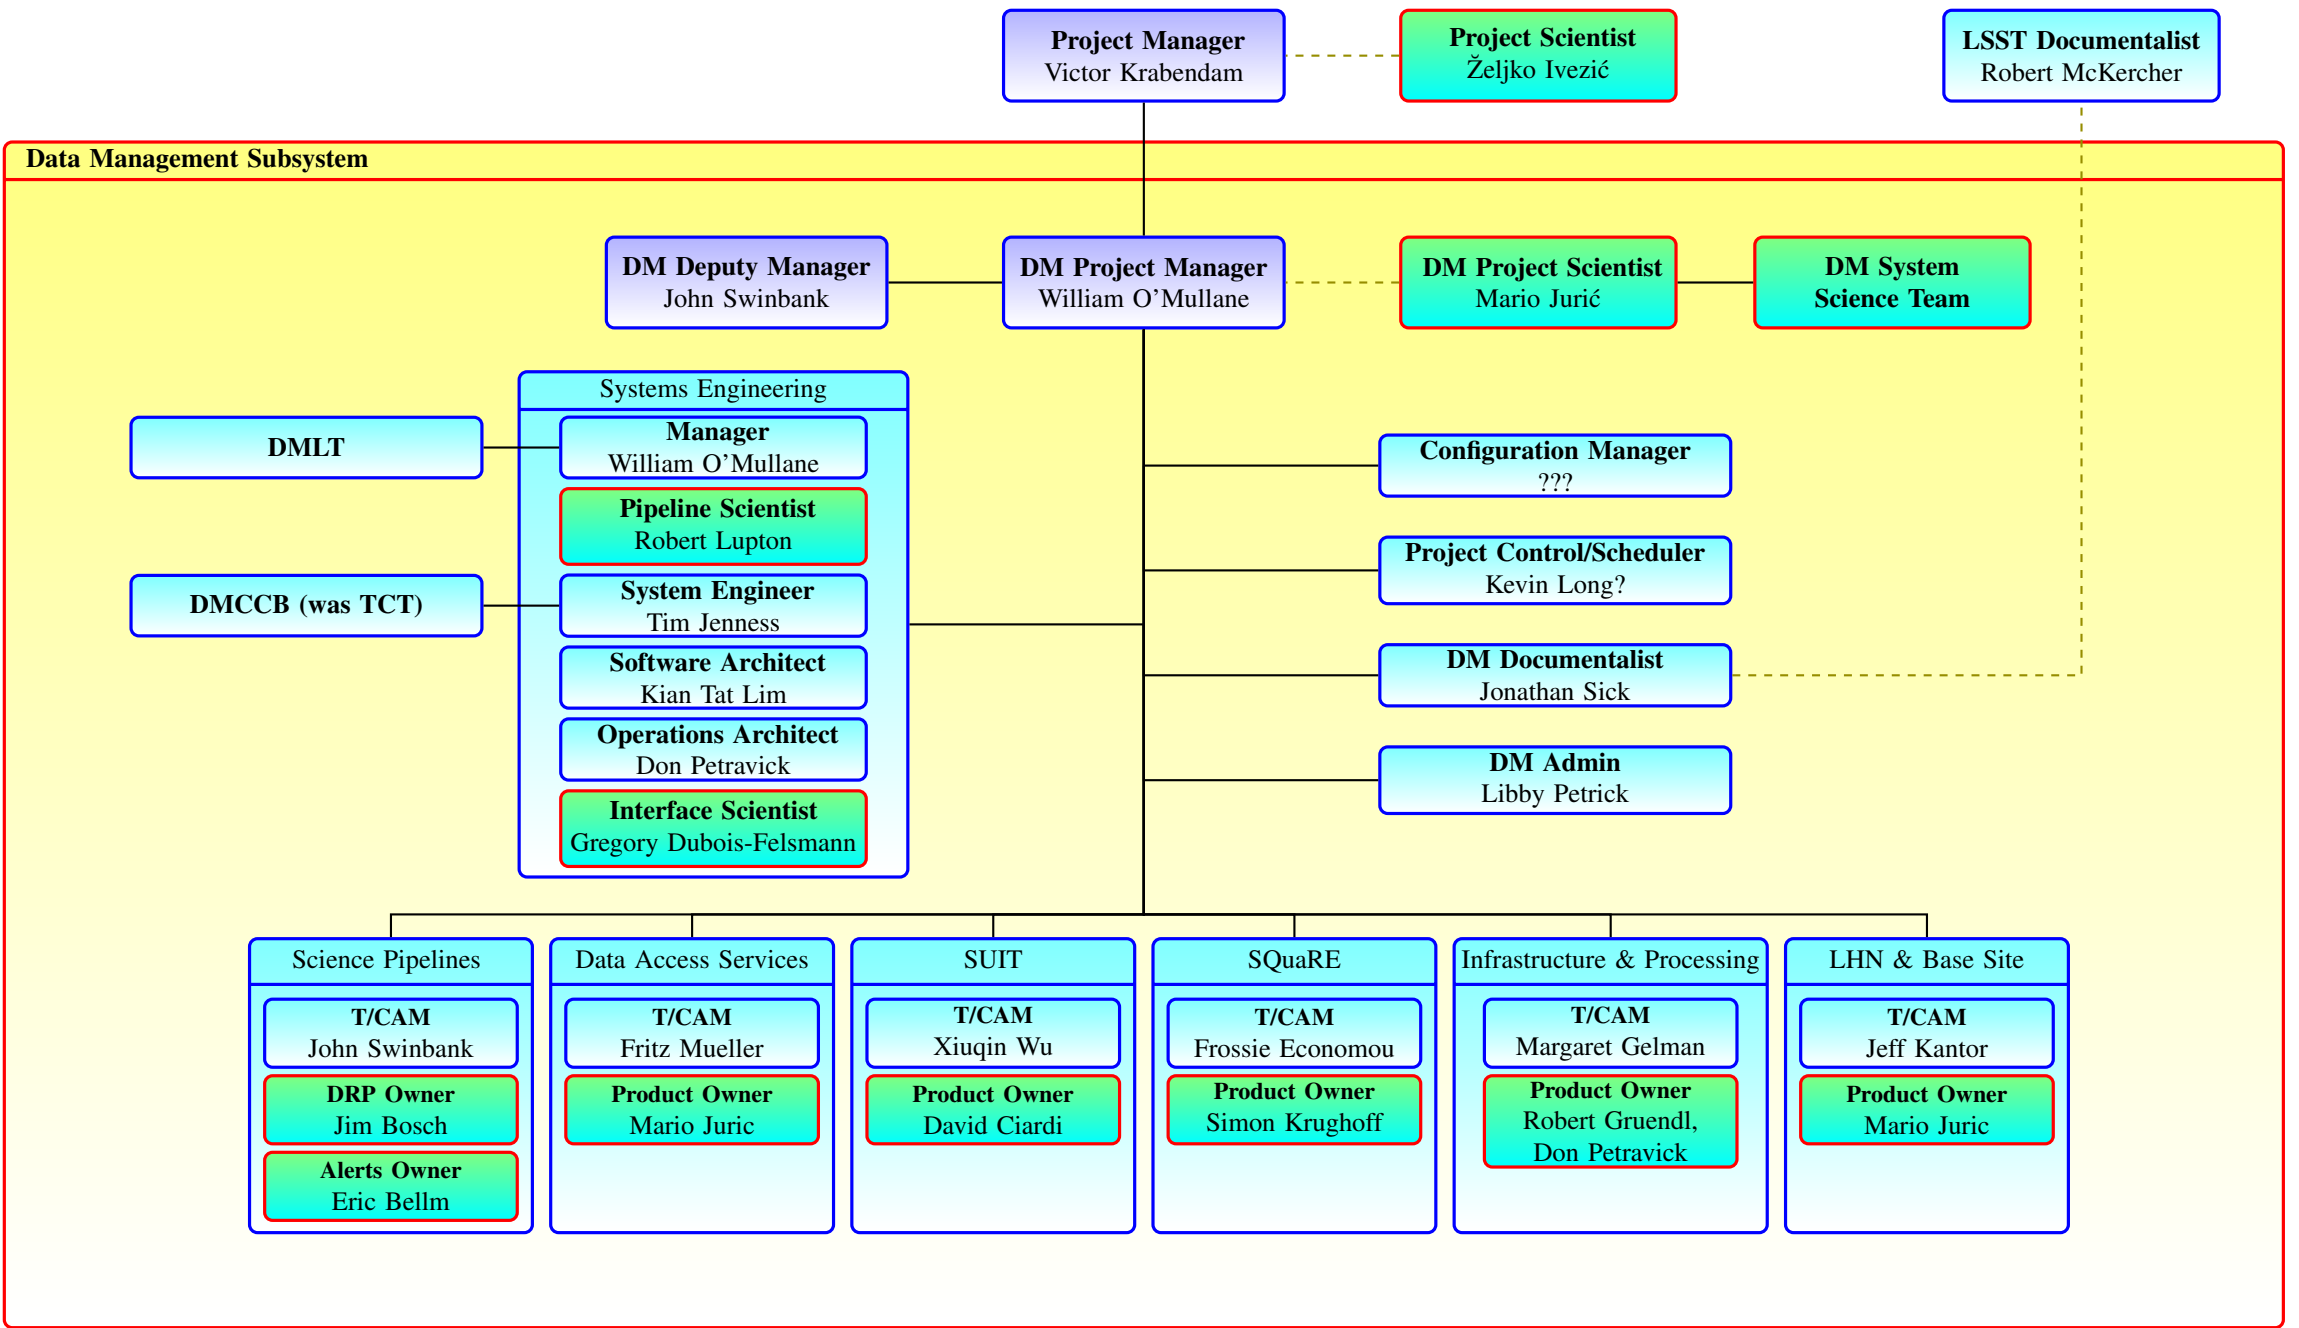 Project Manager
Victor Krabendam
Project Scientist
Željko Ivezić
LSST Documentalist
Robert McKercher
Data Management Subsystem
DM Deputy Manager
John Swinbank
DM Project Manager
William O’Mullane
DM Project Scientist
Mario Jurić
DM System
Science Team
Systems Engineering
DMLT
Manager
William O’Mullane
Pipeline Scientist
Robert Lupton
DMCCB (was TCT)
System Engineer
Tim Jenness
Software Architect
Kian Tat Lim
Operations Architect
Don Petravick
Interface Scientist
Gregory Dubois-Felsmann
Configuration Manager
???
Project Control/Scheduler
Kevin Long?
DM Documentalist
Jonathan Sick
DM Admin
Libby Petrick
Science Pipelines
T/CAM
John Swinbank
DRP Owner
Jim Bosch
Alerts Owner
Eric Bellm
Data Access Services
T/CAM
Fritz Mueller
Product Owner
Mario Juric
SUIT
T/CAM
Xiuqin Wu
Product Owner
David Ciardi
SQuaRE
T/CAM
Frossie Economou
Product Owner
Simon Krughoff
Infrastructure & Processing
T/CAM
Margaret Gelman
Product Owner
Robert Gruendl,
Don Petravick
LHN & Base Site
T/CAM
Jeff Kantor
Product Owner
Mario Juric